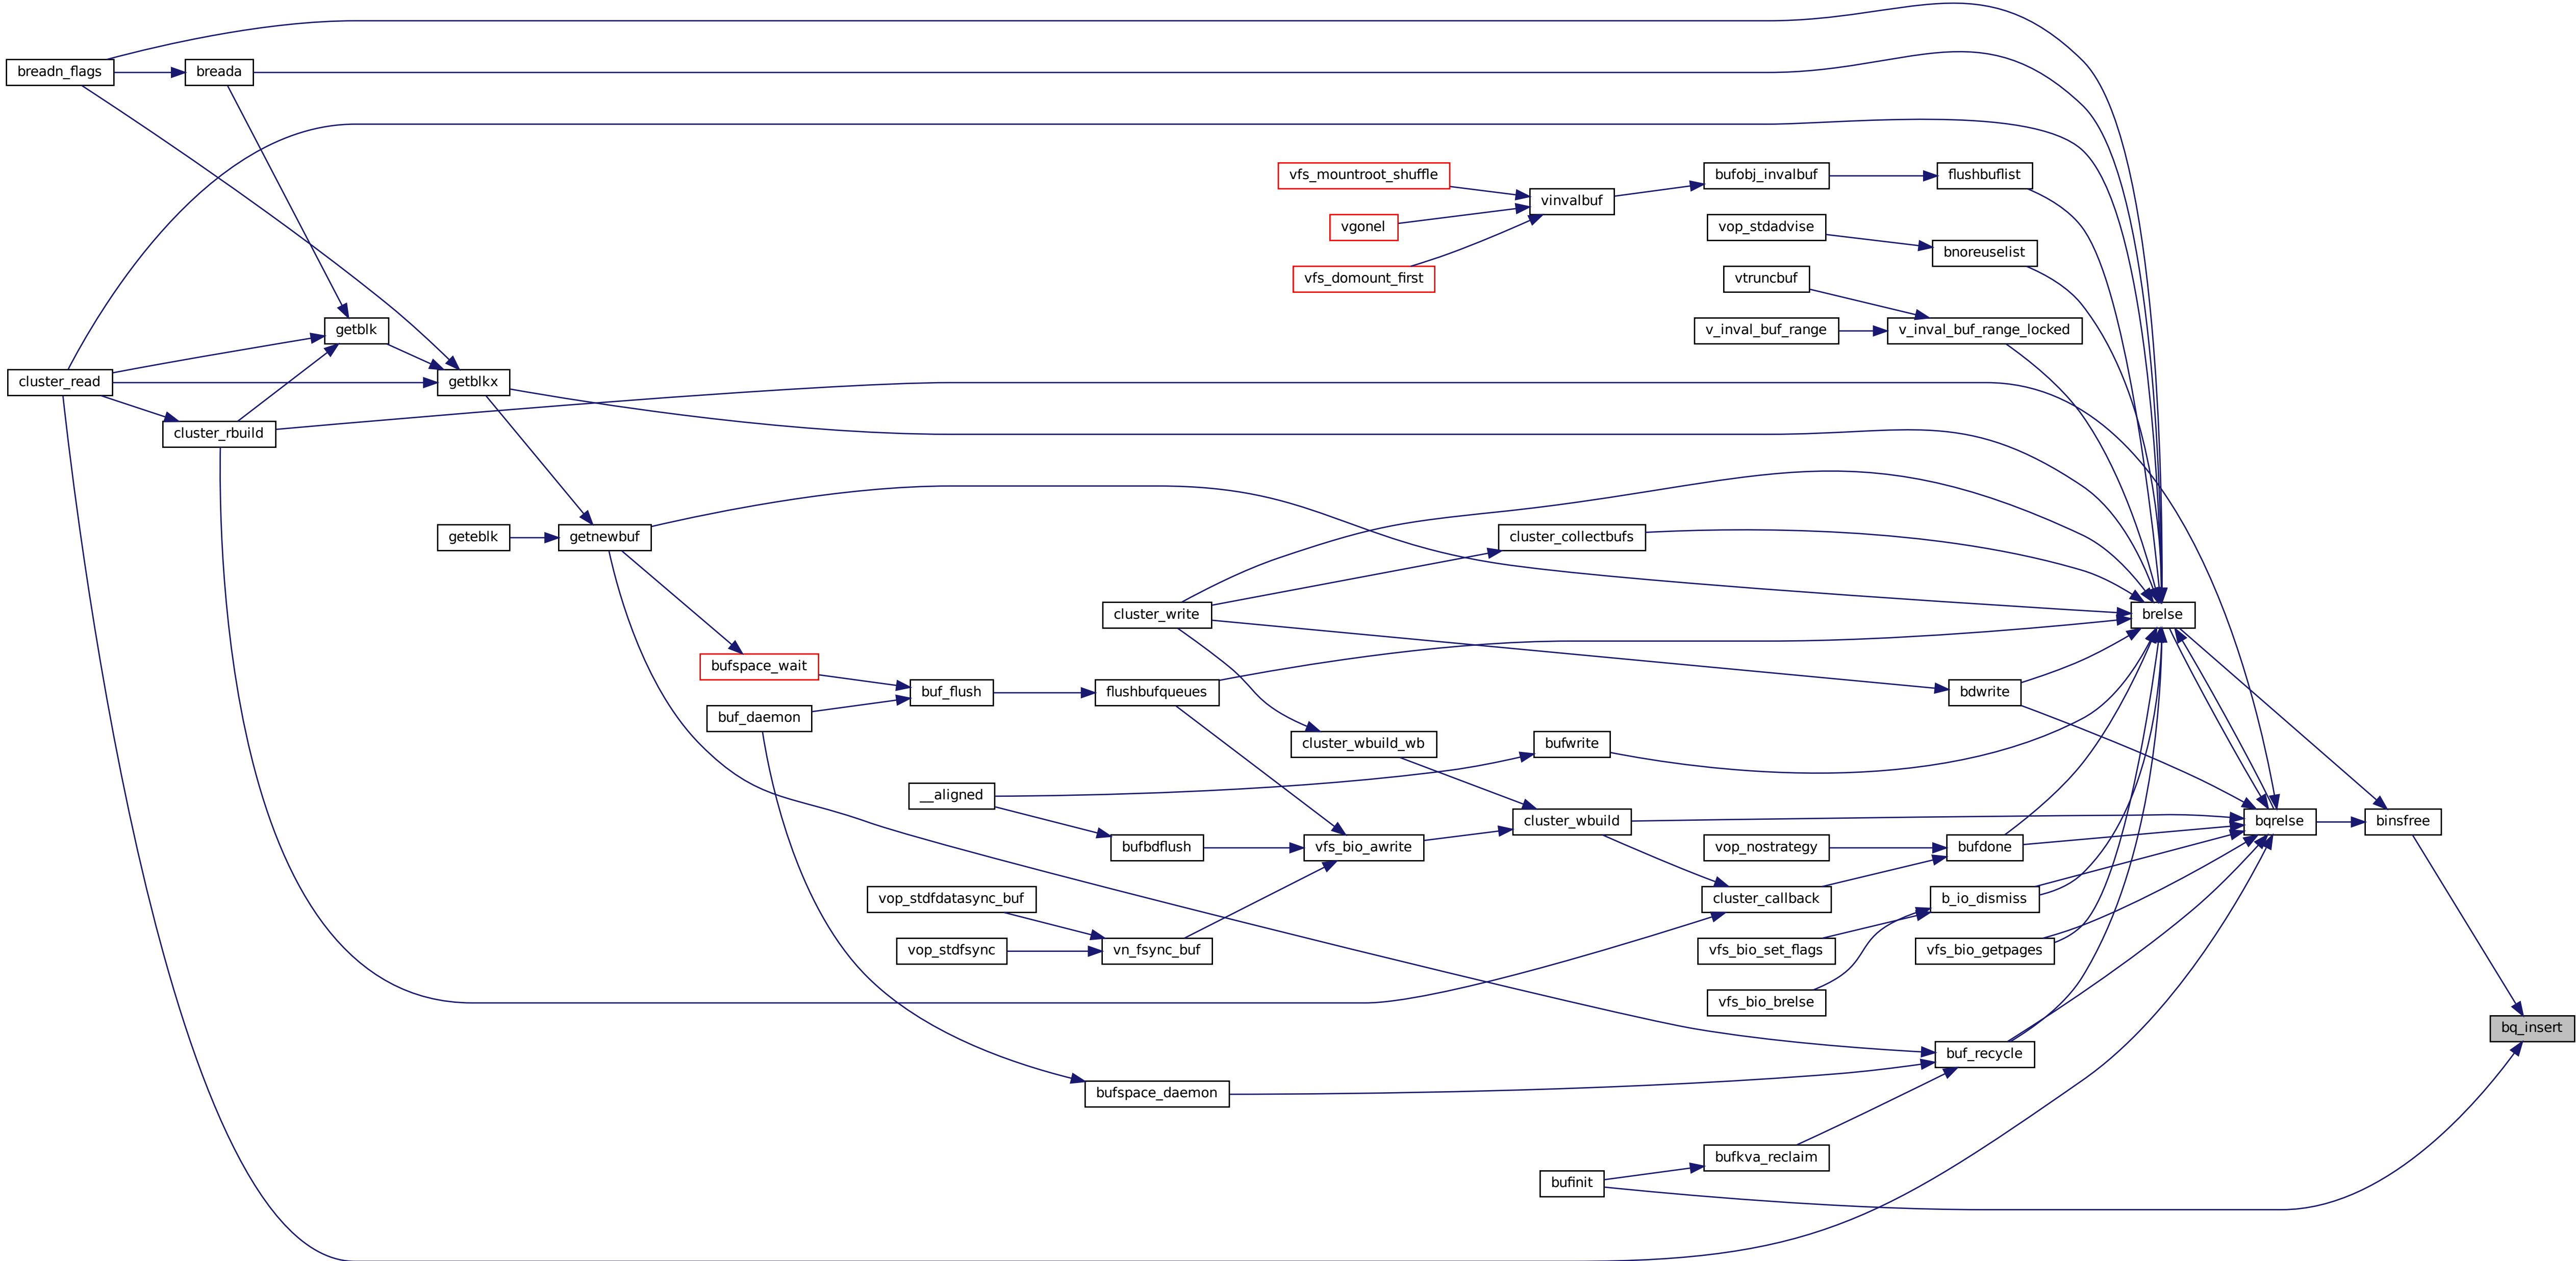 breadn_flags
breada
vfs_mountroot_shuffle
bufobj_invalbuf
flushbuflist
vinvalbuf
vgonel
vop_stdadvise
bnoreuselist
vfs_domount_first
vtruncbuf
getblk
v_inval_buf_range
v_inval_buf_range_locked
cluster_read
getblkx
cluster_rbuild
geteblk
getnewbuf
cluster_collectbufs
cluster_write
brelse
bufspace_wait
buf_flush
flushbufqueues
bdwrite
buf_daemon
cluster_wbuild_wb
bufwrite
__aligned
cluster_wbuild
bqrelse
binsfree
bufbdflush
vfs_bio_awrite
vop_nostrategy
bufdone
vop_stdfdatasync_buf
cluster_callback
b_io_dismiss
vop_stdfsync
vn_fsync_buf
vfs_bio_set_flags
vfs_bio_getpages
vfs_bio_brelse
bq_insert
buf_recycle
bufspace_daemon
bufkva_reclaim
bufinit